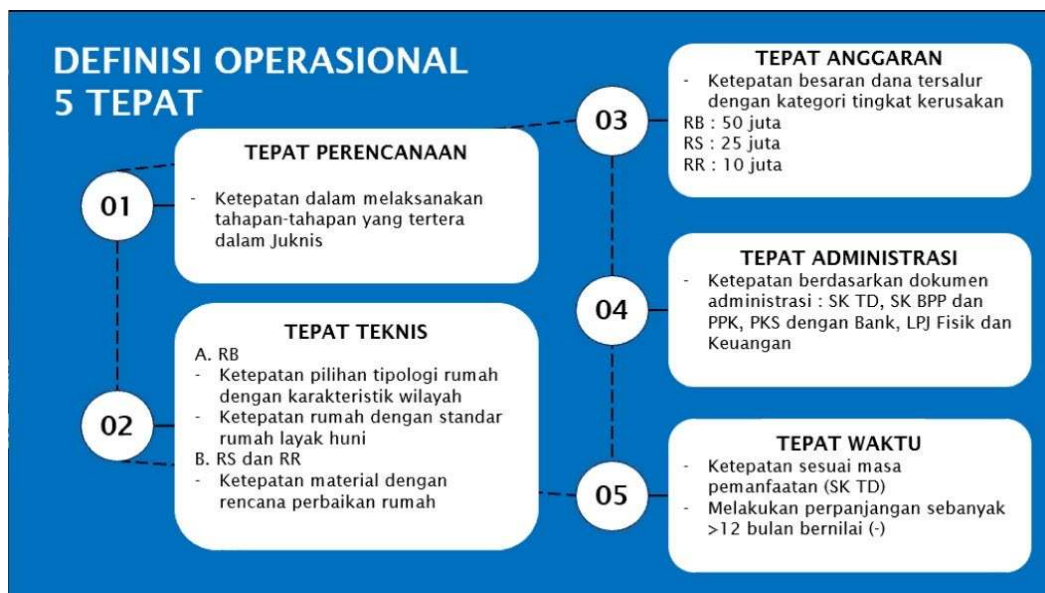 DEFINISI OPERASIONAL
5 TEPAT
01
TEPAT PERENCANAAN
- Ketepatan dalam melaksanakan
tahapan-tahapan yang tertera
dalam Juknis
02
TEPAT TEKNIS
A. RB
- Ketepatan pilihan tipologi rumah
dengan karakteristik wilayah
- Ketepatan rumah dengan standar
rumah layak huni
B. RS dan RR
- Ketepatan material dengan
rencana perbaikan rumah
03
TEPAT ANGGARAN
- Ketepatan besaran dana tersalur
dengan kategori tingkat kerusakan
RB : 50 juta
RS : 25 juta
RR : 10 juta
04
TEPAT ADMINISTRASI
- Ketepatan berdasarkan dokumen
administrasi : SK TD, SK BPP dan
PPK, PKS dengan Bank, LPJ Fisik dan
Keuangan
05
TEPAT WAKTU
- Ketepatan sesuai masa
pemanfaatan (SK TD)
- Melakukan perpanjangan sebanyak
>12 bulan bernilai (-)